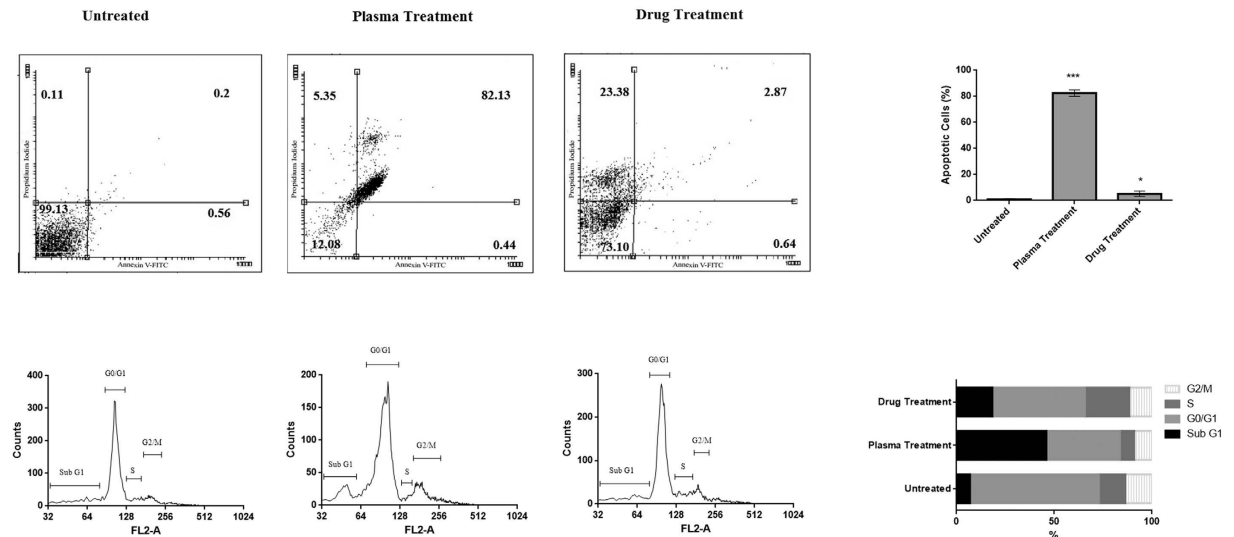 Untreated
Plasma Treatment
Drug Treatment
0.11
0.2
99.13
0.56
Propidium Iodide
Annexin V-FITC
5.35
82.13
12.08
0.44
Propidium Iodide
Annexin V-FITC
23.38
2.87
73.10
0.64
Propidium Iodide
Annexin V-FITC
Apoptotic Cells (%)
100
80
60
40
20
0
***
*
Untreated
Plasma Treatment
Drug Treatment
Counts
400
300
200
100
0
G0/G1
G2/M
Sub G1
S
32 64 128 256 512 1024
FL2-A
Counts
200
150
100
50
0
G0/G1
G2/M
Sub G1
S
32 64 128 256 512 1024
FL2-A
Counts
300
200
100
0
G0/G1
G2/M
Sub G1
S
32 64 128 256 512 1024
FL2-A
Drug Treatment
Plasma Treatment
Untreated
0 50 100
%
G2/M
S
G0/G1
Sub G1